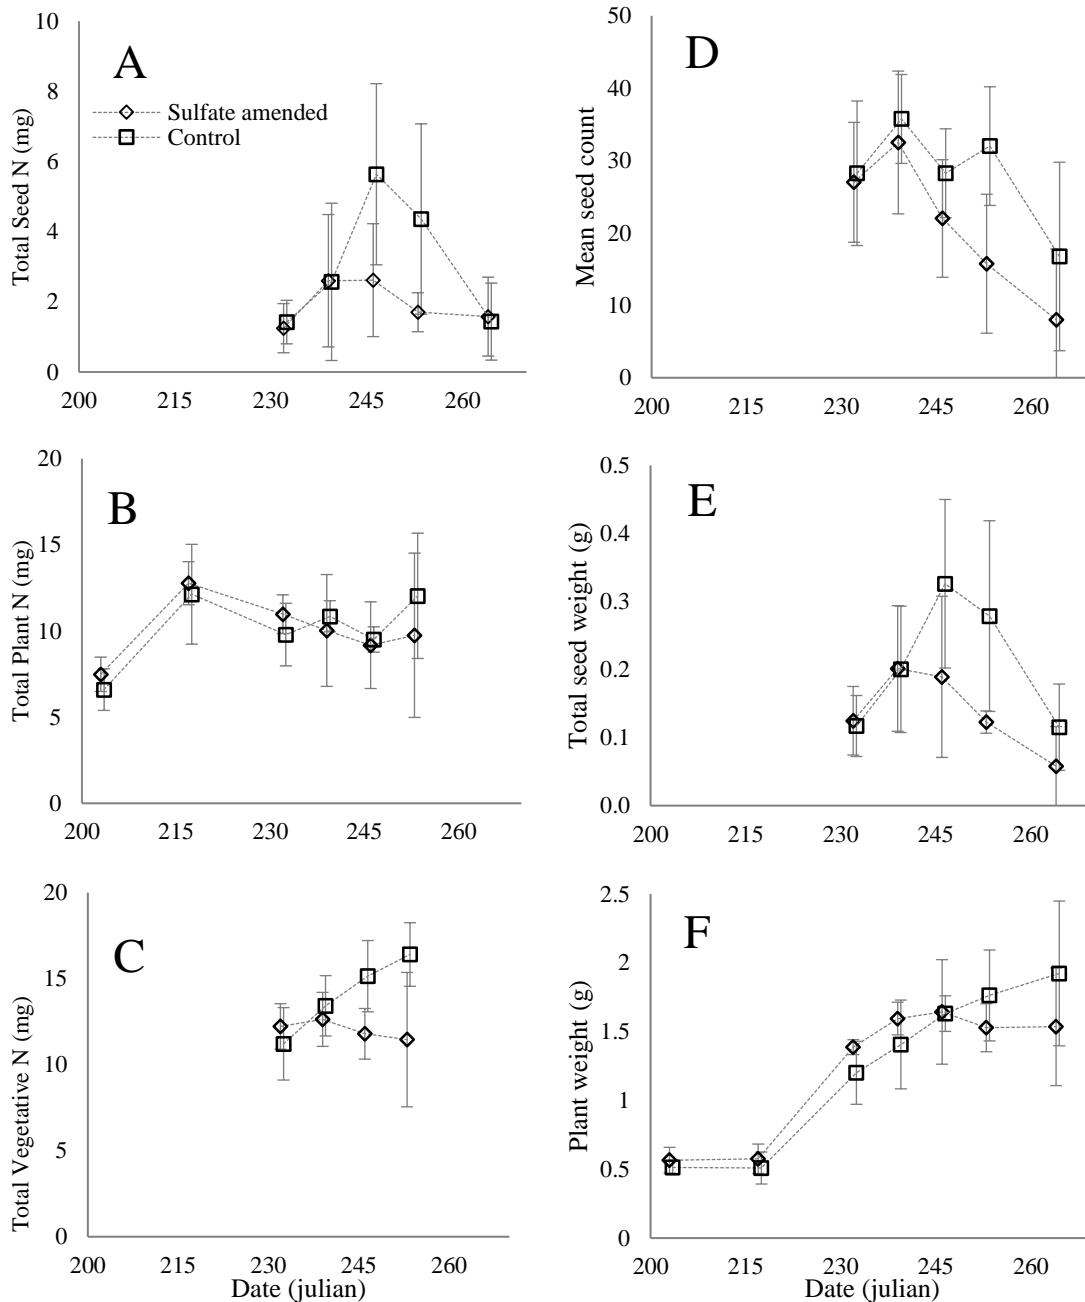 A
Total Seed N (mg)
10
8
6
4
2
0
Sulfate amended
Control
200 215 230 245 260
D
Mean seed count
50
40
30
20
10
0
200 215 230 245 260
B
Total Plant N (mg)
20
15
10
5
0
200 215 230 245 260
E
Total seed weight (g)
0.5
0.4
0.3
0.2
0.1
0.0
200 215 230 245 260
C
Total Vegetative N (mg)
20
15
10
5
0
200 215 230 245 260
Date (julian)
F
Plant weight (g)
2.5
2
1.5
1
0.5
0
200 215 230 245 260
Date (julian)